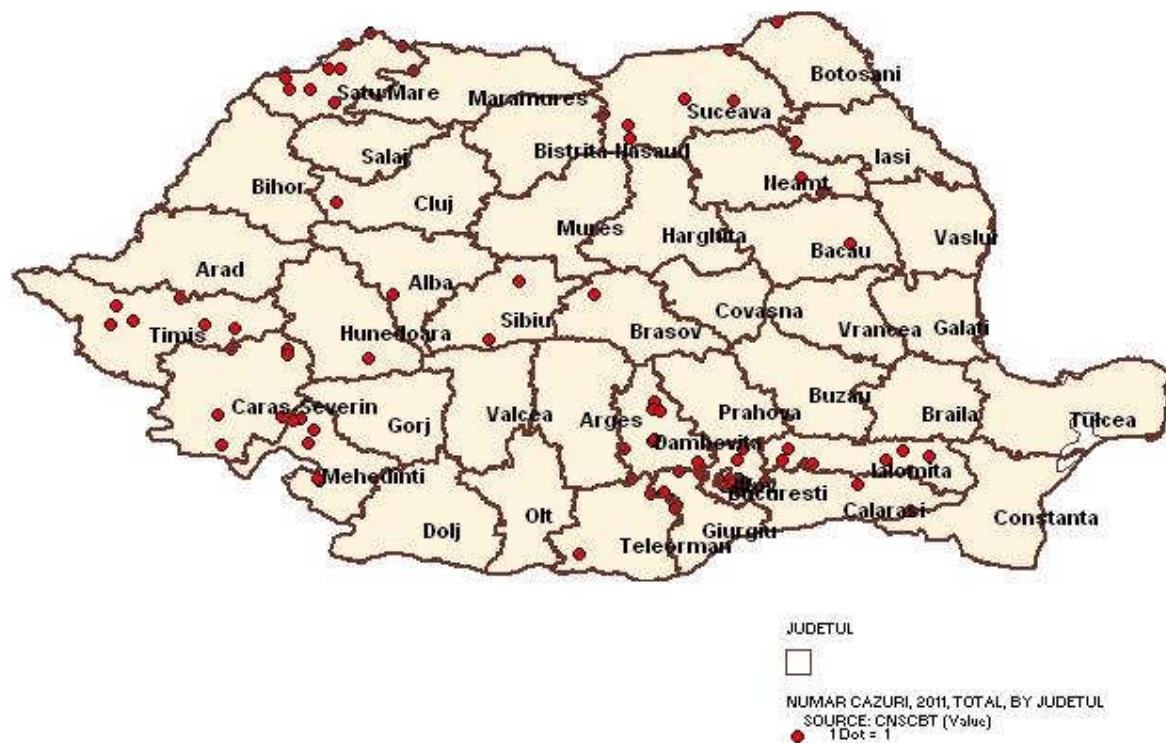 Botosani
Satu Mare
Maramures
Suceava
Salaj
Bistrita-Nasaud
Iasi
Bihor
Neamt
Cluj
Mures
Harghita
Vaslui
Bacau
Arad
Alba
Covasna
Timis
Hunedoara
Sibiu
Brasov
Vrancea
Galati
Caras-Severin
Gorj
Valcea
Arges
Prahova
Buzau
Braila
Tulcea
Dambovita
Mehedinti
Ialomita
Bucuresti
Calarasi
Dolj
Olt
Teleorman
Giurgiu
Constanta
JUDETUL
NUMAR CAZURI, 2011, TOTAL, BY JUDETUL
SOURCE: CNSCBT (Value)
1 Dot = 1